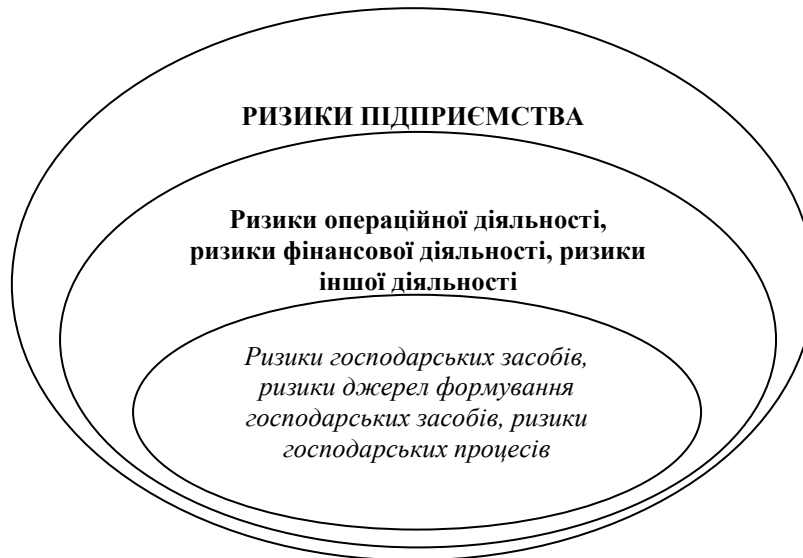 РИЗИКИ ПІДПРИЄМСТВА
Ризики операційної діяльності,
ризики фінансової діяльності, ризики
іншої діяльності
Ризики господарських засобів,
ризики джерел формування
господарських засобів, ризики
господарських процесів